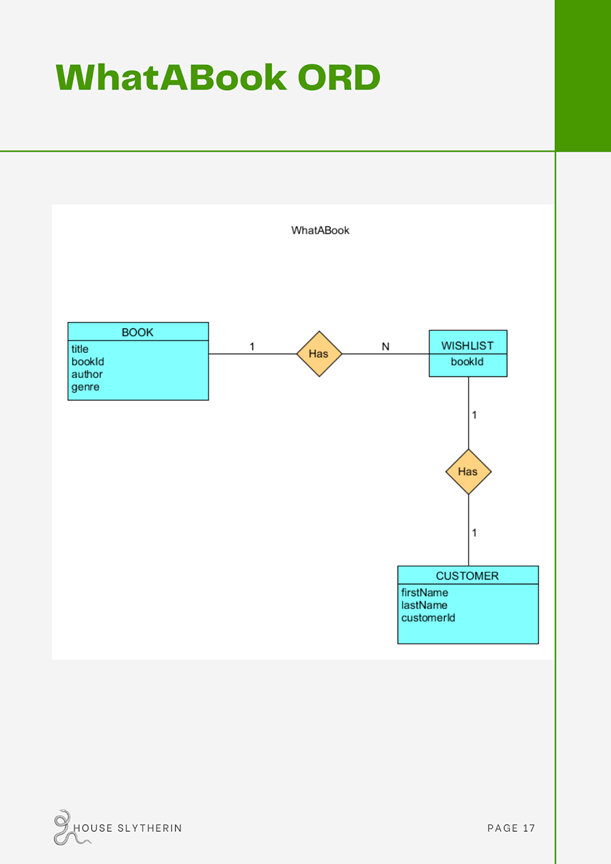 WhatABook ORD
WhatABook
BOOK
title
bookId
author
genre
1
Has
N
WISHLIST
bookId
1
Has
1
CUSTOMER
firstName
lastName
customerId
HOUSE SLYTHERIN
PAGE 17